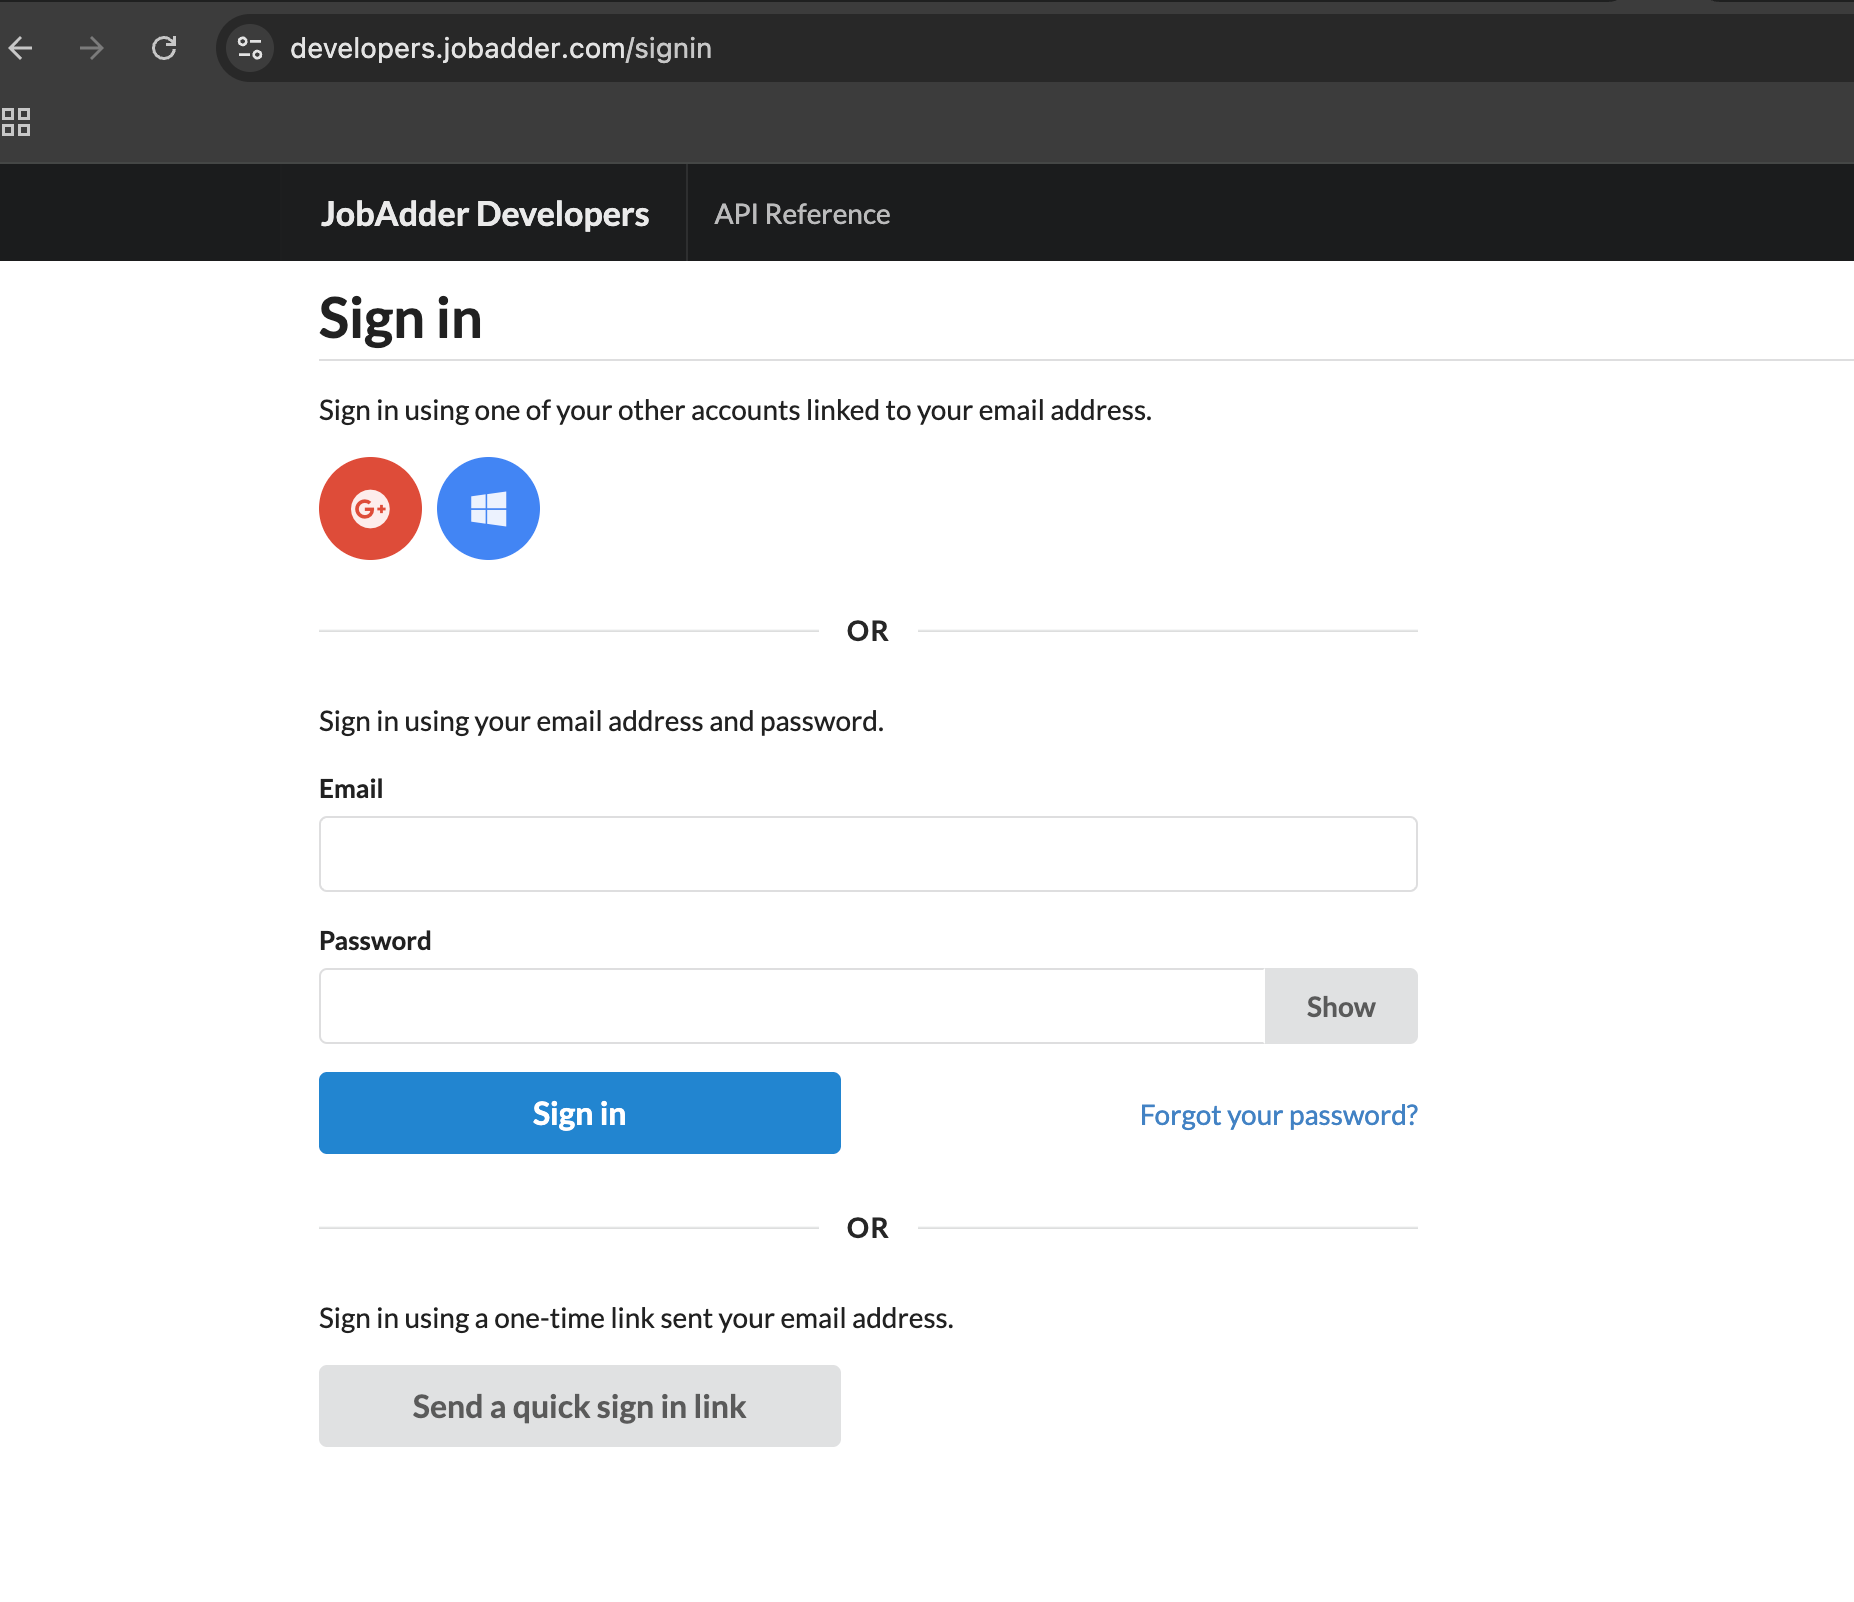 developers.jobadder.com/signin
JobAdder Developers
API Reference
Sign in
Sign in using one of your other accounts linked to your email address.
G+
OR
Sign in using your email address and password.
Email
Password
Show
Sign in
Forgot your password?
OR
Sign in using a one-time link sent your email address.
Send a quick sign in link